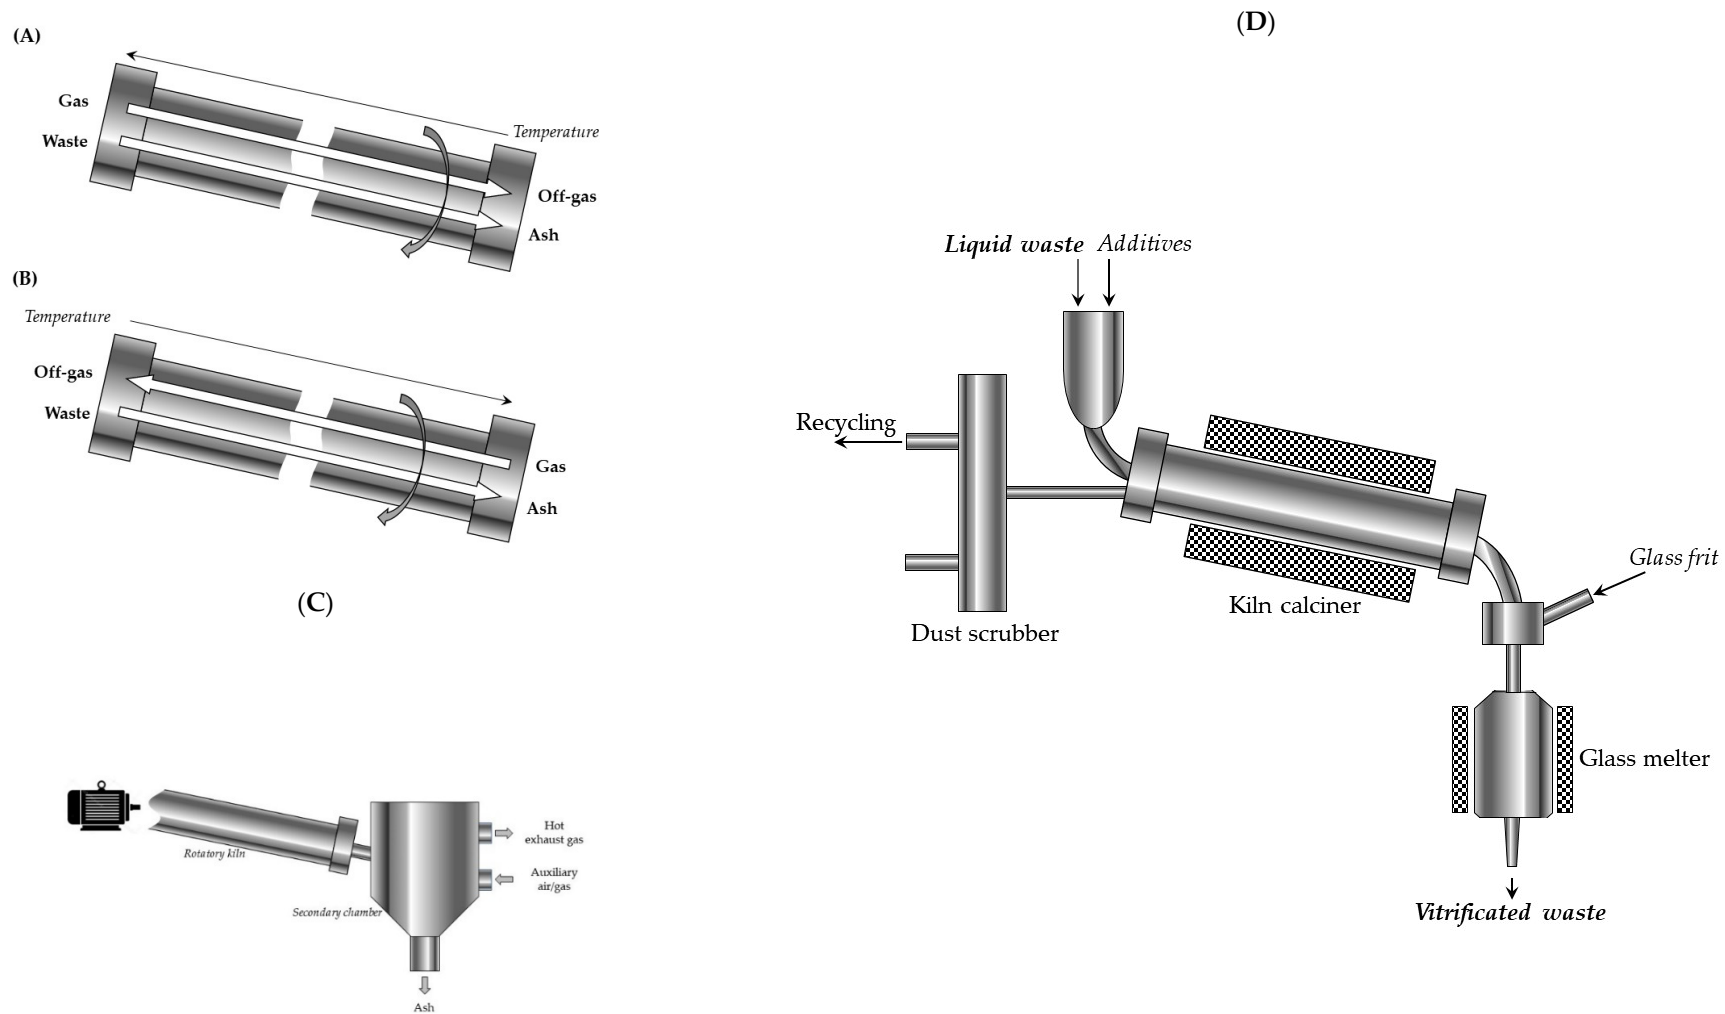 (A)
Gas
Waste
Temperature
Off-gas
Ash
(B)
Temperature
Off-gas
Waste
Gas
Ash
(C)
Rotatory kiln
Hot
exhaust gas
Auxiliary
air/gas
Secondary chamber
Ash
(D)
Liquid waste Additives
Recycling
Dust scrubber
Kiln calciner
Glass frit
Glass melter
Vitrificated waste